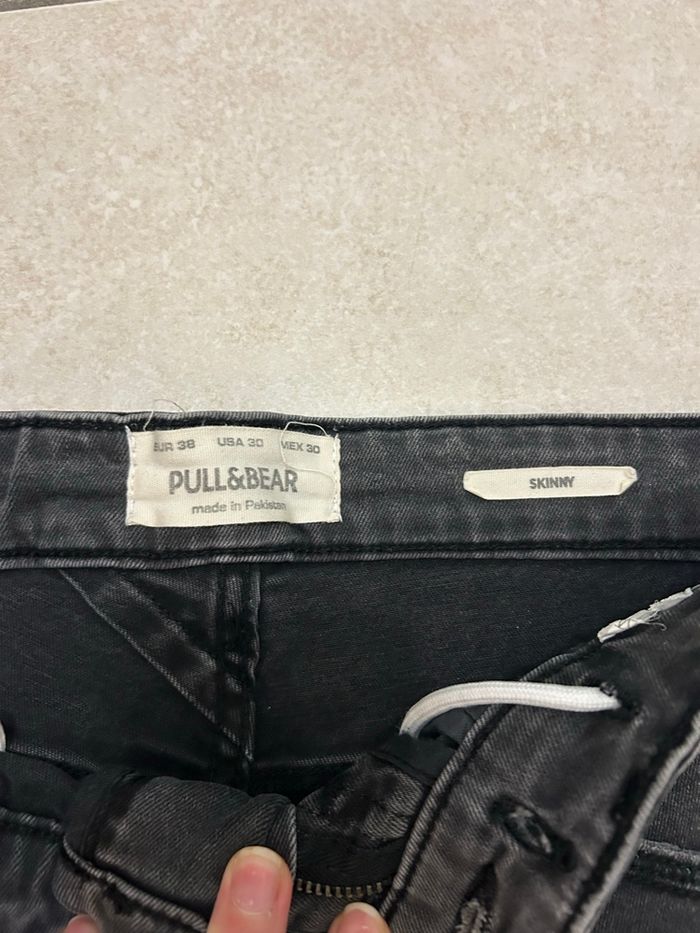 EUR 38 USA 30 MEX 30
PULL&BEAR
made in Pakistan
SKINNY